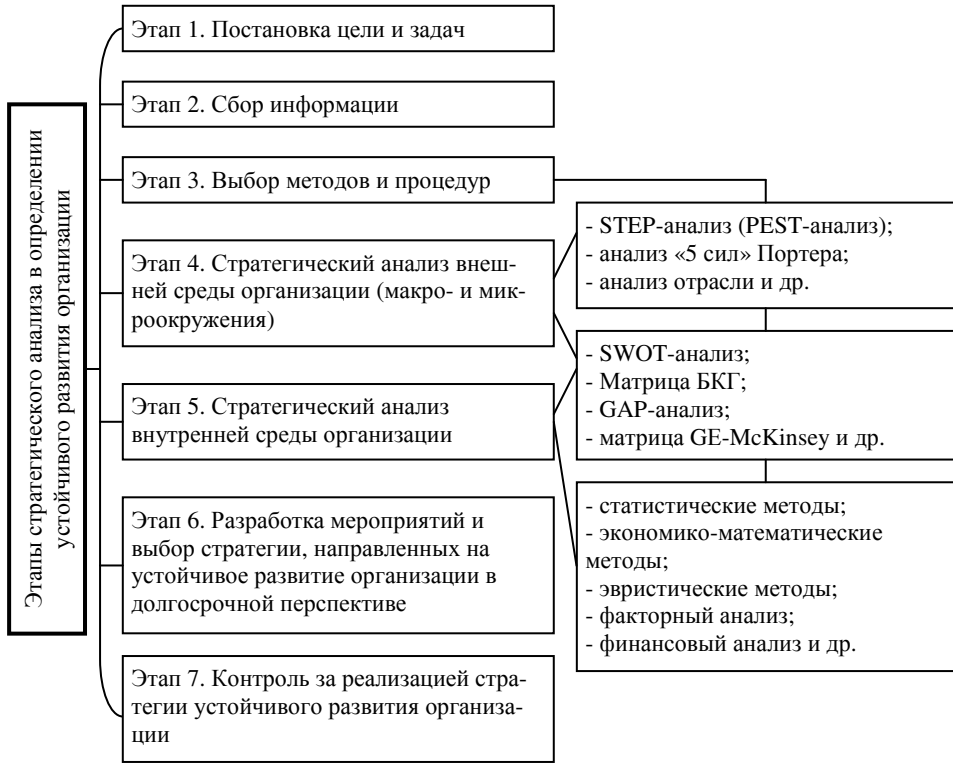 Этапы стратегического анализа в определении
устойчивого развития организации
Этап 1. Постановка цели и задач
Этап 2. Сбор информации
Этап 3. Выбор методов и процедур
Этап 4. Стратегический анализ внеш-
ней среды организации (макро- и мик-
роокружения)
Этап 5. Стратегический анализ
внутренней среды организации
Этап 6. Разработка мероприятий и
выбор стратегии, направленных на
устойчивое развитие организации в
долгосрочной перспективе
Этап 7. Контроль за реализацией стра-
тегии устойчивого развития организа-
ции
- STEP-анализ (PEST-анализ);
- анализ «5 сил» Портера;
- анализ отрасли и др.
- SWOT-анализ;
- Матрица БКГ;
- GAP-анализ;
- матрица GE-McKinsey и др.
- статистические методы;
- экономико-математические
методы;
- эвристические методы;
- факторный анализ;
- финансовый анализ и др.